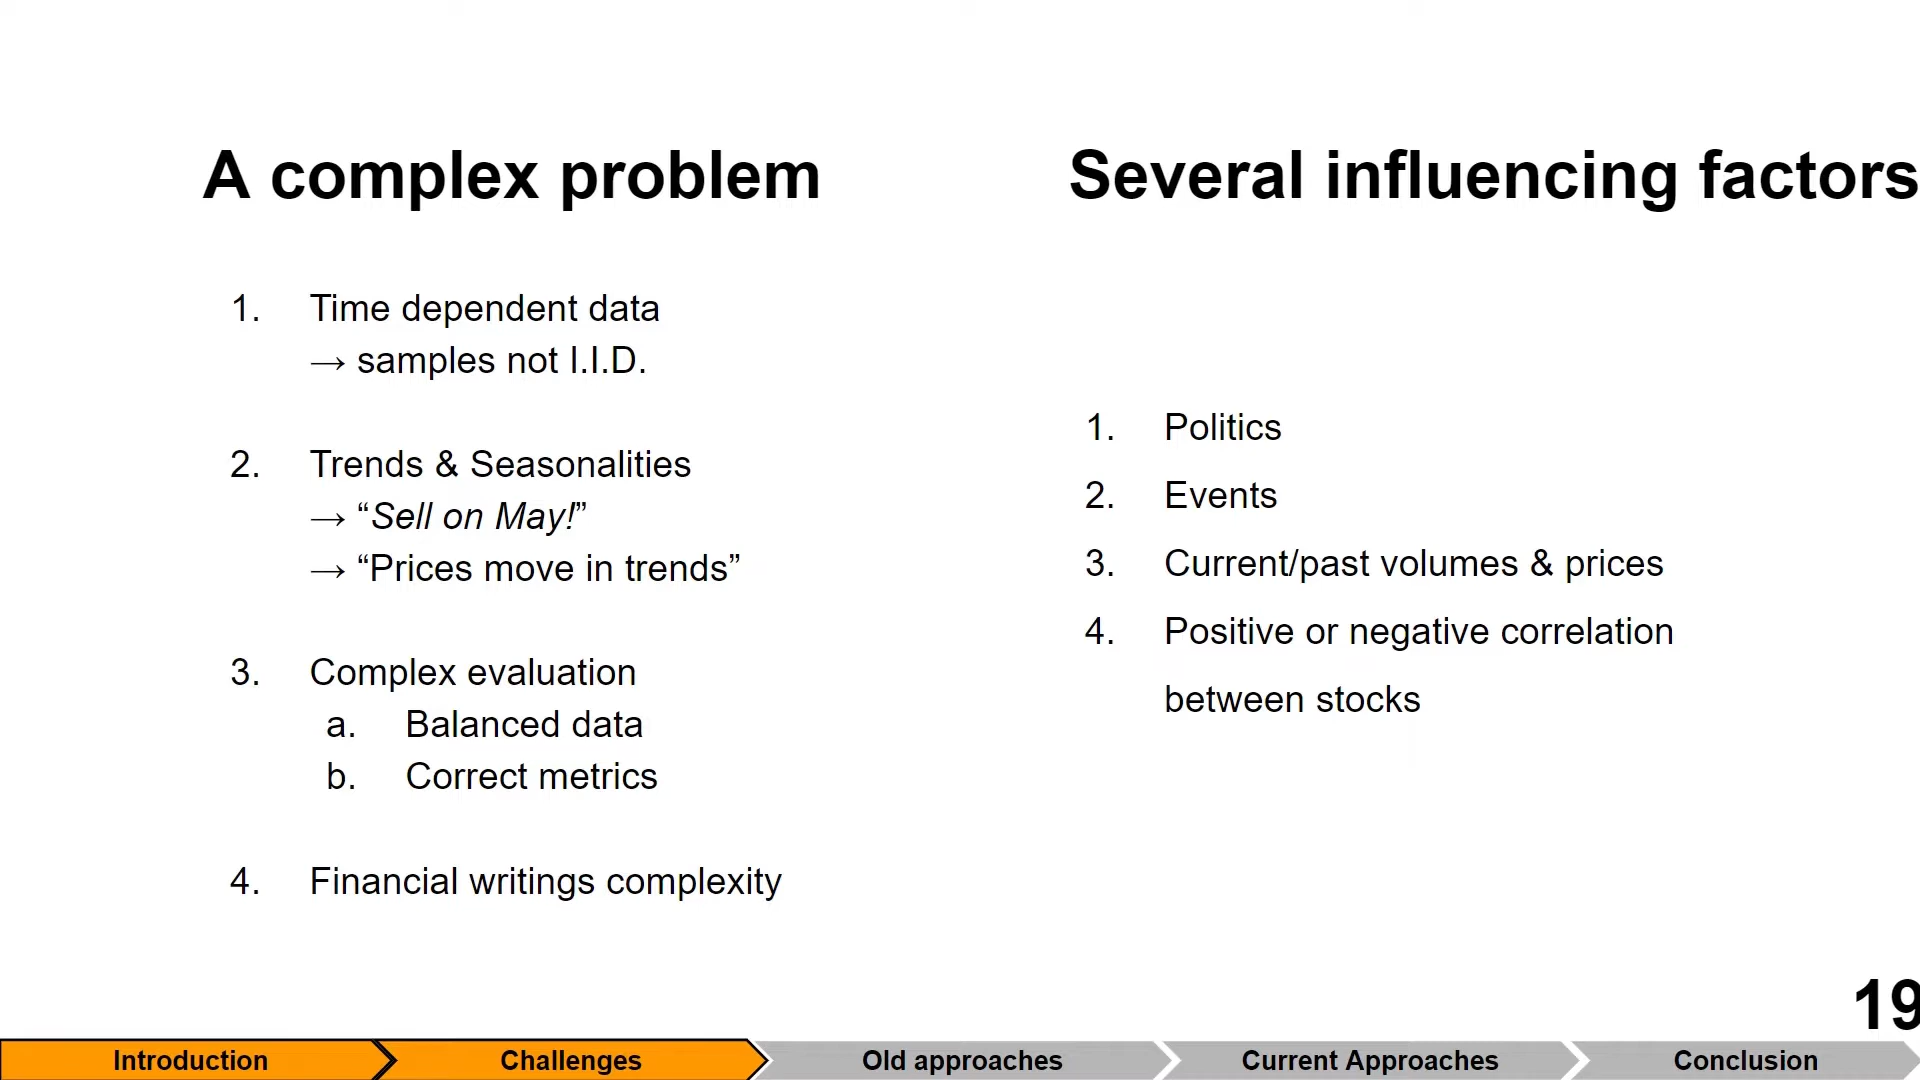 A complex problem
1. Time dependent data
→ samples not I.I.D.
2. Trends & Seasonalities
→ “Sell on May!”
→ “Prices move in trends”
3. Complex evaluation
a. Balanced data
b. Correct metrics
4. Financial writings complexity
Several influencing factors
1. Politics
2. Events
3. Current/past volumes & prices
4. Positive or negative correlation
between stocks
19
Introduction
Challenges
Old approaches
Current Approaches
Conclusion